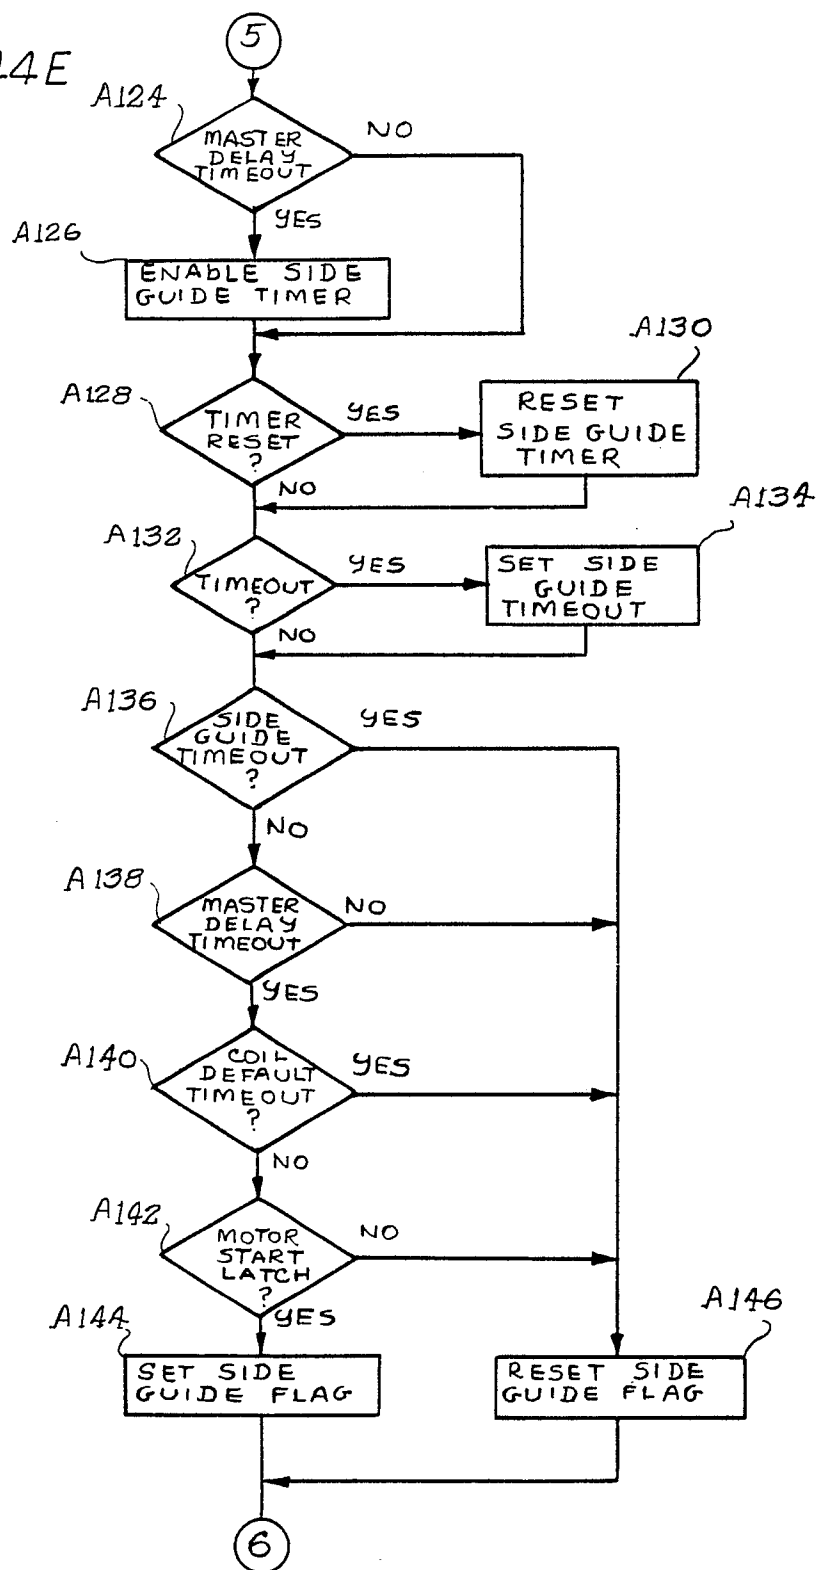 5
14E
A124
MASTER
DELAY
TIMEOUT
NO
YES
A126
ENABLE SIDE
GUIDE TIMER
A128
TIMER
RESET
?
YES
NO
A130
RESET
SIDE GUIDE
TIMER
A132
TIMEOUT
?
YES
NO
A134
SET SIDE
GUIDE
TIMEOUT
A136
SIDE
GUIDE
TIMEOUT
?
YES
NO
A138
MASTER
DELAY
TIMEOUT
NO
YES
A140
COIL
DEFAULT
TIMEOUT
?
YES
NO
A142
MOTOR
START
LATCH
?
NO
YES
A144
SET SIDE
GUIDE FLAG
A146
RESET SIDE
GUIDE FLAG
6